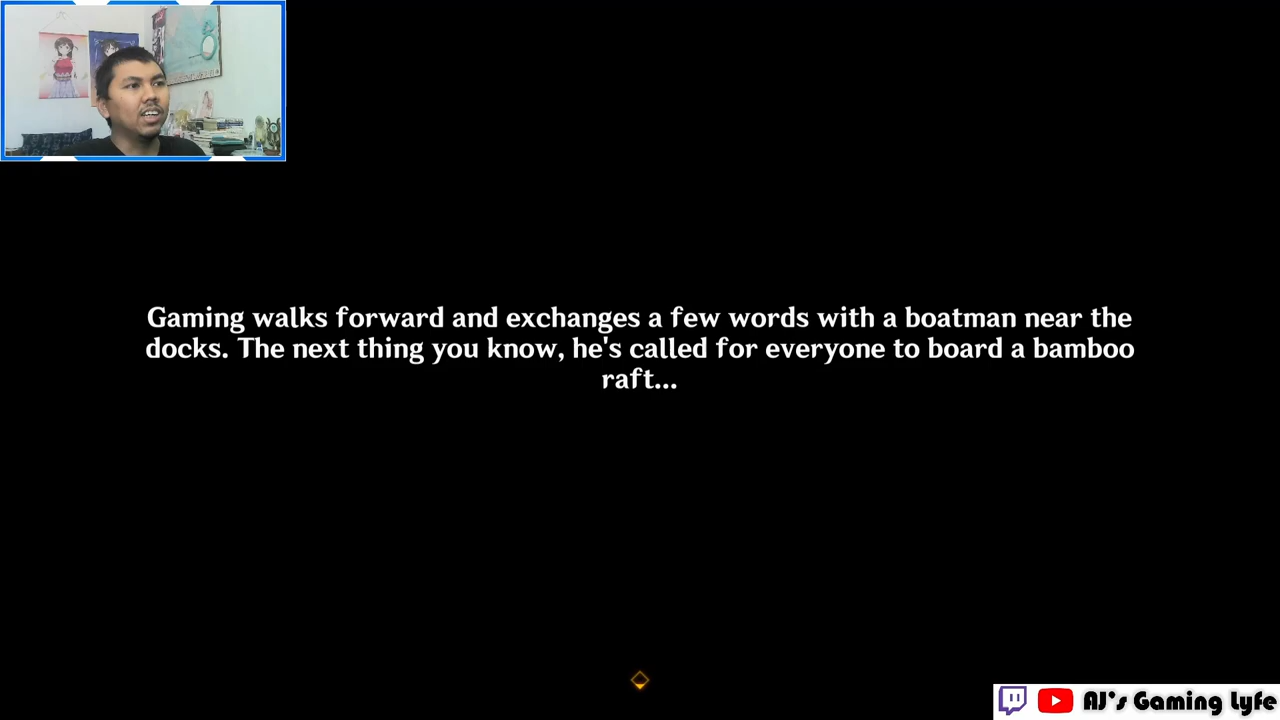 Gaming walks forward and exchanges a few words with a boatman near the
docks. The next thing you know, he's called for everyone to board a bamboo
raft...
AJ's Gaming Lyfe